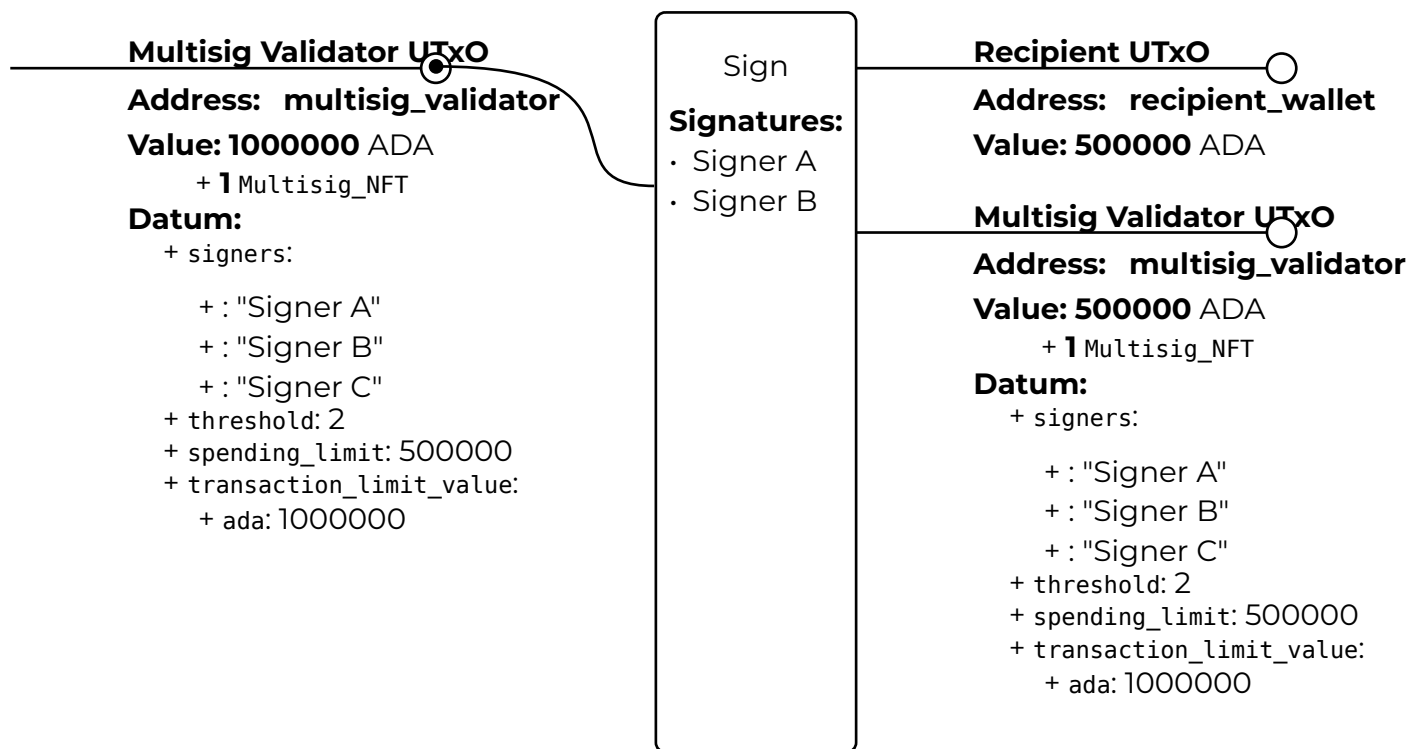 Multisig Validator UTxO
Address: multisig_validator
Value: 1000000 ADA
+ 1 Multisig_NFT
Datum:
+ signers:
+ : "Signer A"
+ : "Signer B"
+ : "Signer C"
+ threshold: 2
+ spending_limit: 500000
+ transaction_limit_value:
+ ada: 1000000
Sign
Signatures:
· Signer A
· Signer B
Recipient UTxO
Address: recipient_wallet
Value: 500000 ADA
Multisig Validator UTxO
Address: multisig_validator
Value: 500000 ADA
+ 1 Multisig_NFT
Datum:
+ signers:
+ : "Signer A"
+ : "Signer B"
+ : "Signer C"
+ threshold: 2
+ spending_limit: 500000
+ transaction_limit_value:
+ ada: 1000000